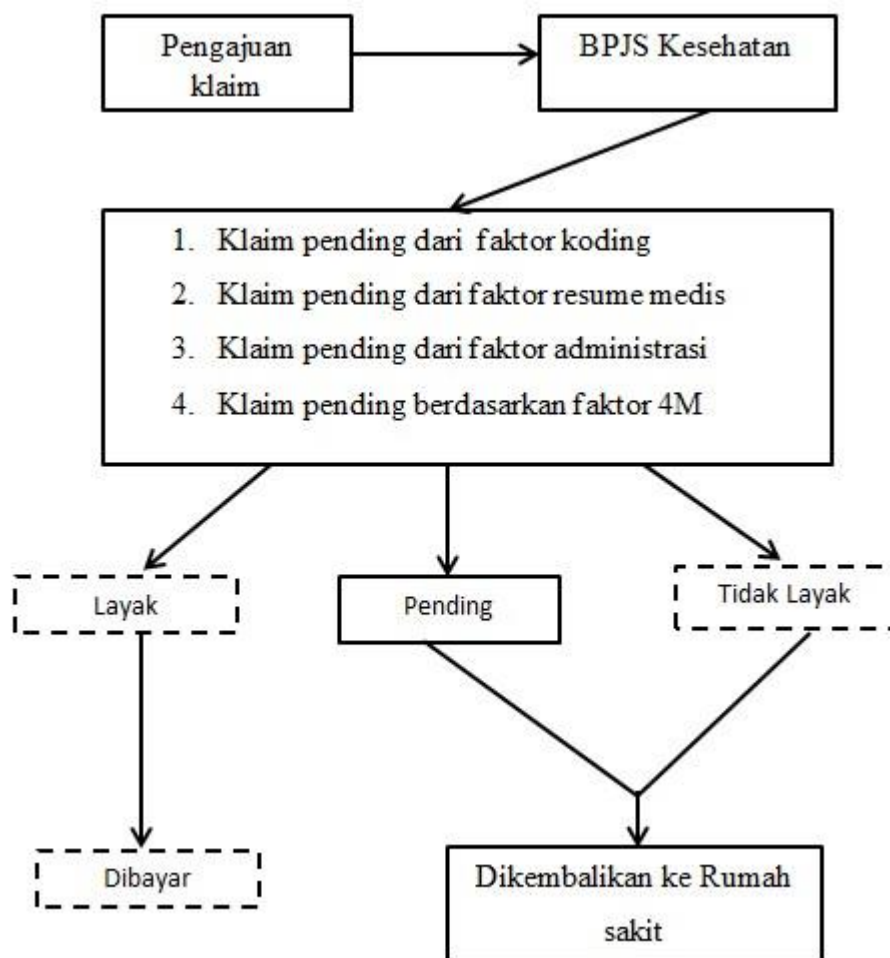 Pengajuan
klaim
BPJS Kesehatan
1. Klaim pending dari faktor koding
2. Klaim pending dari faktor resume medis
3. Klaim pending dari faktor administrasi
4. Klaim pending berdasarkan faktor 4M
Layak
Pending
Tidak Layak
Dibayar
Dikembalikan ke Rumah
sakit